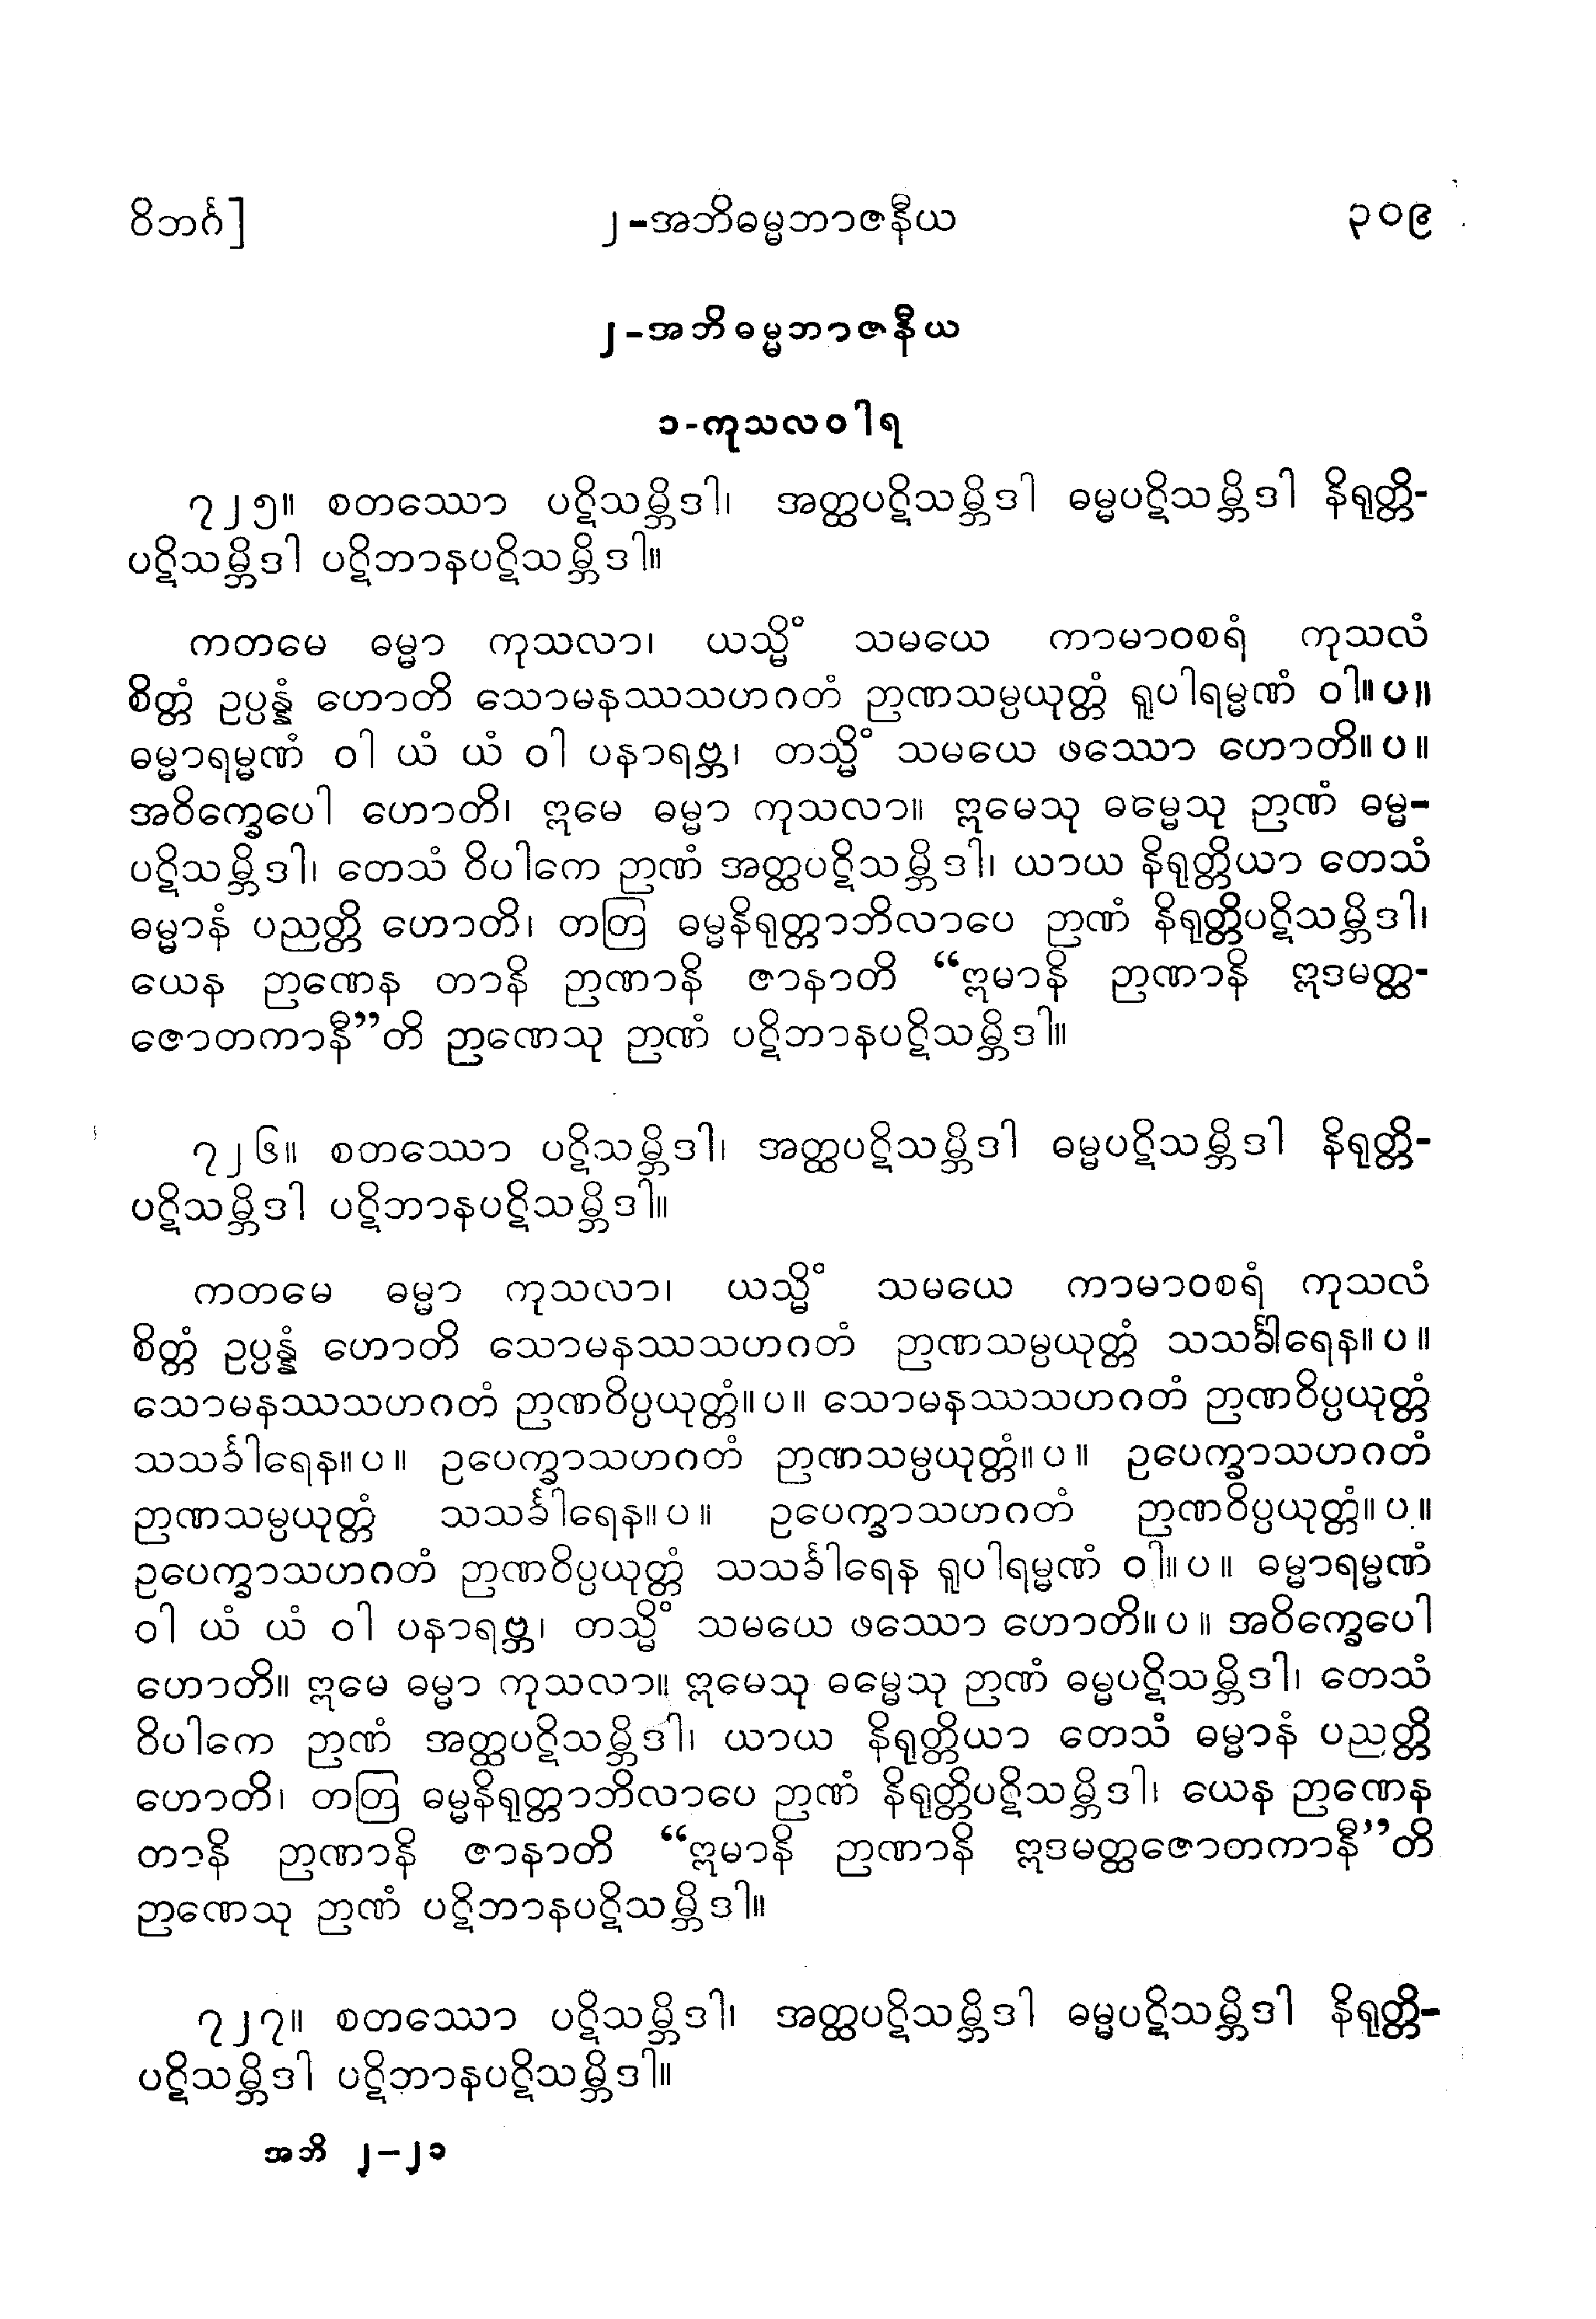 ဝိဘင်္ဂ]
၂-အဘိဓမ္မဘာဇနီယ
၃၀၉
၂-အဘိဓမ္မဘာဇနီယ
၁-ကုသလဝါရ
၇၂၅။ စတဿော ပဋိသမ္ဘိဒါ၊ အတ္ထပဋိသမ္ဘိဒါ ဓမ္မပဋိသမ္ဘိဒါ နိရုတ္တိ-
ပဋိသမ္ဘိဒါ ပဋိဘာနပဋိသမ္ဘိဒါ။
ကတမေ ဓမ္မာ ကုသလာ၊ ယသ္မိံ သမယေ ကာမာဝစရံ ကုသလံ
စိတ္တံ ဥပ္ပန္နံ ဟောတိ သောမနဿသဟဂတံ ဉာဏသမ္ပယုတ္တံ ရူပါရမ္မဏံ ဝါ။ပ။
ဓမ္မာရမ္မဏံ ဝါ ယံ ယံ ဝါ ပနာရဗ္ဘ၊ တသ္မိံ သမယေ ဖဿော ဟောတိ။ပ။
အဝိက္ခေပေါ ဟောတိ၊ ဣမေ ဓမ္မာ ကုသလာ။ ဣမေသု ဓမ္မေသု ဉာဏံ ဓမ္မ-
ပဋိသမ္ဘိဒါ၊ တေသံ ဝိပါကေ ဉာဏံ အတ္ထပဋိသမ္ဘိဒါ၊ ယာယ နိရုတ္တိယာ တေသံ
ဓမ္မာနံ ပညတ္တိ ဟောတိ၊ တတြ ဓမ္မနိရုတ္တာဘိလာပေ ဉာဏံ နိရုတ္တိပဋိသမ္ဘိဒါ၊
ယေန ဉာဏေန တာနိ ဉာဏာနိ ဇာနာတိ “ဣမာနိ ဉာဏာနိ ဣဒမတ္ထ-
ဇောတကာနီ”တိ ဉာဏေသု ဉာဏံ ပဋိဘာနပဋိသမ္ဘိဒါ။
၇၂၆။ စတဿော ပဋိသမ္ဘိဒါ၊ အတ္ထပဋိသမ္ဘိဒါ ဓမ္မပဋိသမ္ဘိဒါ နိရုတ္တိ-
ပဋိသမ္ဘိဒါ ပဋိဘာနပဋိသမ္ဘိဒါ။
ကတမေ ဓမ္မာ ကုသလာ၊ ယသ္မိံ သမယေ ကာမာဝစရံ ကုသလံ
စိတ္တံ ဥပ္ပန္နံ ဟောတိ သောမနဿသဟဂတံ ဉာဏသမ္ပယုတ္တံ သသင်္ခါရေန။ပ။
သောမနဿသဟဂတံ ဉာဏဝိပ္ပယုတ္တံ။ပ။ သောမနဿသဟဂတံ ဉာဏဝိပ္ပယုတ္တံ
သသင်္ခါရေန။ပ။ ဥပေက္ခာသဟဂတံ ဉာဏသမ္ပယုတ္တံ။ပ။ ဥပေက္ခာသဟဂတံ
ဉာဏသမ္ပယုတ္တံ သသင်္ခါရေန။ပ။ ဥပေက္ခာသဟဂတံ ဉာဏဝိပ္ပယုတ္တံ။ပ။
ဥပေက္ခာသဟဂတံ ဉာဏဝိပ္ပယုတ္တံ သသင်္ခါရေန ရူပါရမ္မဏံ ဝါ။ပ။ ဓမ္မာရမ္မဏံ
ဝါ ယံ ယံ ဝါ ပနာရဗ္ဘ၊ တသ္မိံ သမယေ ဖဿော ဟောတိ။ပ။ အဝိက္ခေပေါ
ဟောတိ။ ဣမေ ဓမ္မာ ကုသလာ။ ဣမေသု ဓမ္မေသု ဉာဏံ ဓမ္မပဋိသမ္ဘိဒါ၊ တေသံ
ဝိပါကေ ဉာဏံ အတ္ထပဋိသမ္ဘိဒါ၊ ယာယ နိရုတ္တိယာ တေသံ ဓမ္မာနံ ပညတ္တိ
ဟောတိ၊ တတြ ဓမ္မနိရုတ္တာဘိလာပေ ဉာဏံ နိရုတ္တိပဋိသမ္ဘိဒါ၊ ယေန ဉာဏေန
တာနိ ဉာဏာနိ ဇာနာတိ “ဣမာနိ ဉာဏာနိ ဣဒမတ္ထဇောတကာနီ”တိ
ဉာဏေသု ဉာဏံ ပဋိဘာနပဋိသမ္ဘိဒါ။
၇၂၇။ စတဿော ပဋိသမ္ဘိဒါ၊ အတ္ထပဋိသမ္ဘိဒါ ဓမ္မပဋိသမ္ဘိဒါ နိရုတ္တိ-
ပဋိသမ္ဘိဒါ ပဋိဘာနပဋိသမ္ဘိဒါ။
အဘိ ၂-၂၁